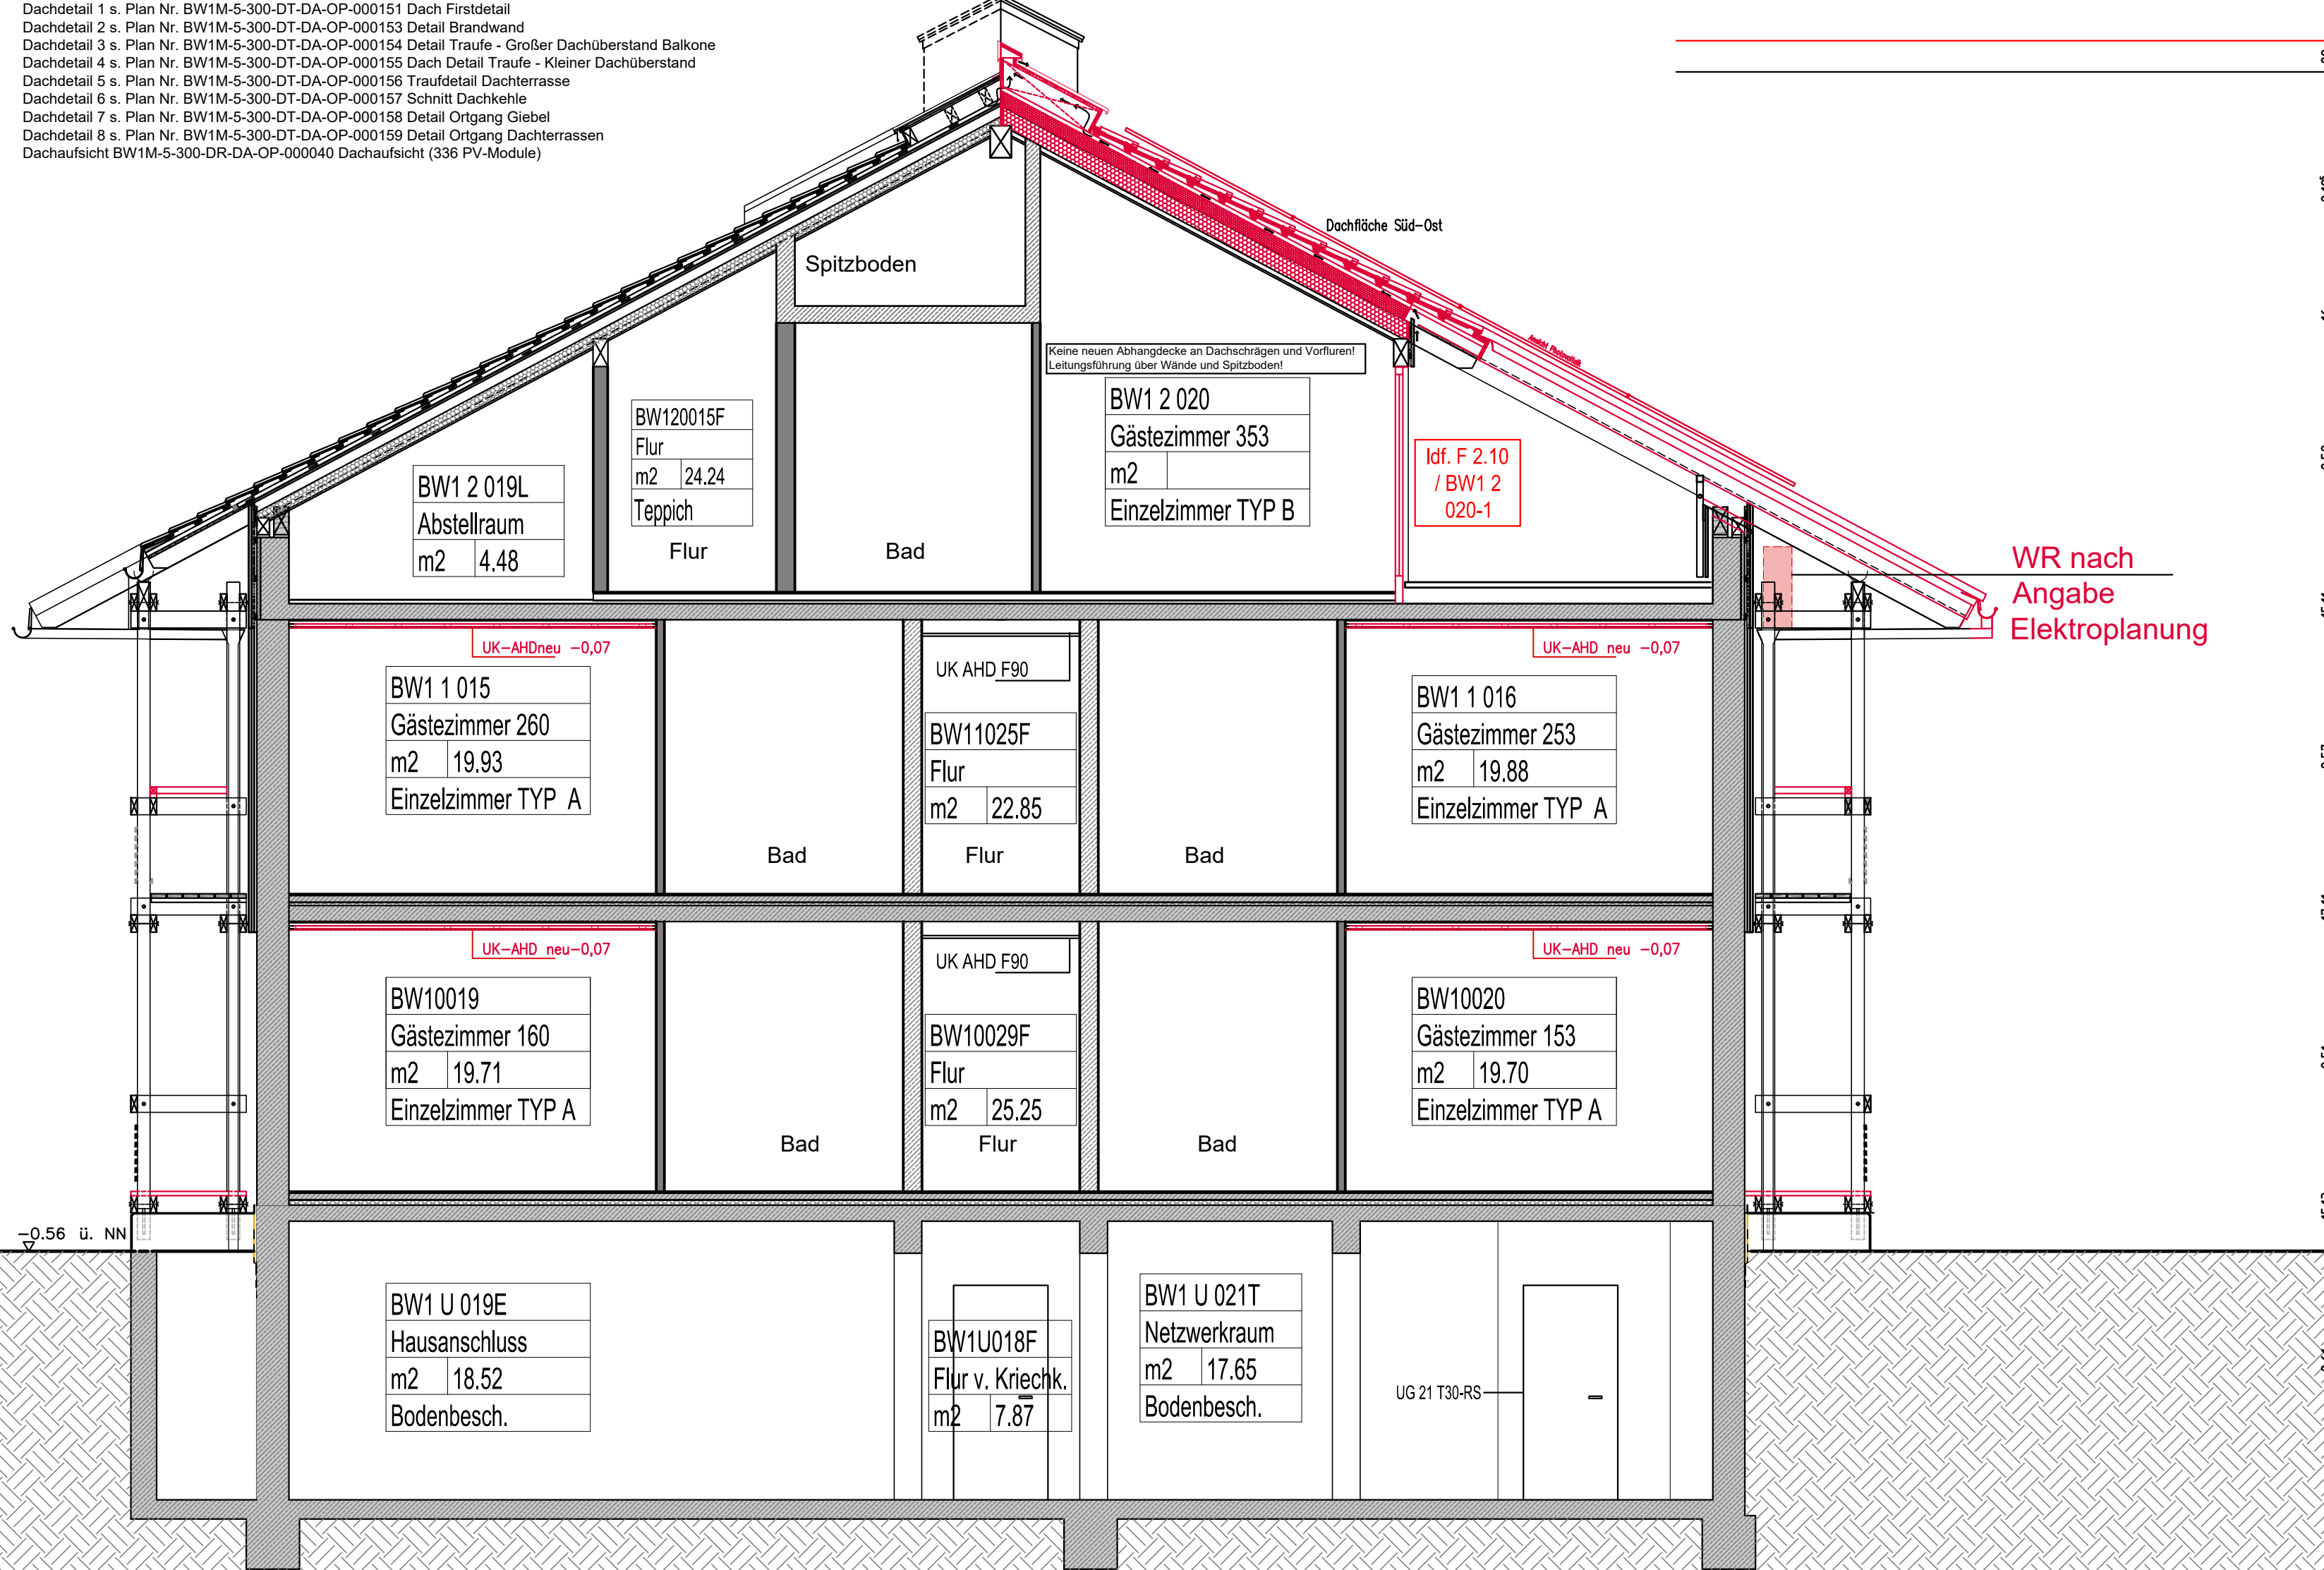 Dachdetail 1 s. Plan Nr. BW1M-5-300-DT-DA-OP-000151 Dach Firstdetail
Dachdetail 2 s. Plan Nr. BW1M-5-300-DT-DA-OP-000153 Detail Brandwand
Dachdetail 3 s. Plan Nr. BW1M-5-300-DT-DA-OP-000154 Detail Traufe - Großer Dachüberstand Balkone
Dachdetail 4 s. Plan Nr. BW1M-5-300-DT-DA-OP-000155 Dach Detail Traufe - Kleiner Dachüberstand
Dachdetail 5 s. Plan Nr. BW1M-5-300-DT-DA-OP-000156 Traufdetail Dachterrasse
Dachdetail 6 s. Plan Nr. BW1M-5-300-DT-DA-OP-000157 Schnitt Dachkehle
Dachdetail 7 s. Plan Nr. BW1M-5-300-DT-DA-OP-000158 Detail Ortgang Giebel
Dachdetail 8 s. Plan Nr. BW1M-5-300-DT-DA-OP-000159 Detail Ortgang Dachterrassen
Dachaufsicht BW1M-5-300-DR-DA-OP-000040 Dachaufsicht (336 PV-Module)
Dachfläche Süd-Ost
Spitzboden
Ansicht Photovoltaik
Keine neuen Abhangdecke an Dachschrägen und Vorfluren!
Leitungsführung über Wände und Spitzboden!
BW1 2 019L
Abstellraum
m2 4.48
BW120015F
Flur
m2 24.24
Teppich
Flur
Bad
BW1 2 020
Gästezimmer 353
m2
Einzelzimmer TYP B
Idf. F 2.10
/ BW1 2
020-1
WR nach
Angabe
Elektroplanung
UK-AHDneu -0,07
BW1 1 015
Gästezimmer 260
m2 19.93
Einzelzimmer TYP A
Bad
UK AHD F90
BW11025F
Flur
m2 22.85
Flur
Bad
UK-AHD neu -0,07
BW1 1 016
Gästezimmer 253
m2 19.88
Einzelzimmer TYP A
UK-AHD neu-0,07
BW10019
Gästezimmer 160
m2 19.71
Einzelzimmer TYP A
Bad
UK AHD F90
BW10029F
Flur
m2 25.25
Flur
Bad
UK-AHD neu -0,07
BW10020
Gästezimmer 153
m2 19.70
Einzelzimmer TYP A
-0.56 ü. NN
BW1 U 019E
Hausanschluss
m2 18.52
Bodenbesch.
BW1U018F
Flur v. Kriechk.
m2 7.87
BW1 U 021T
Netzwerkraum
m2 17.65
Bodenbesch.
UG 21 T30-RS